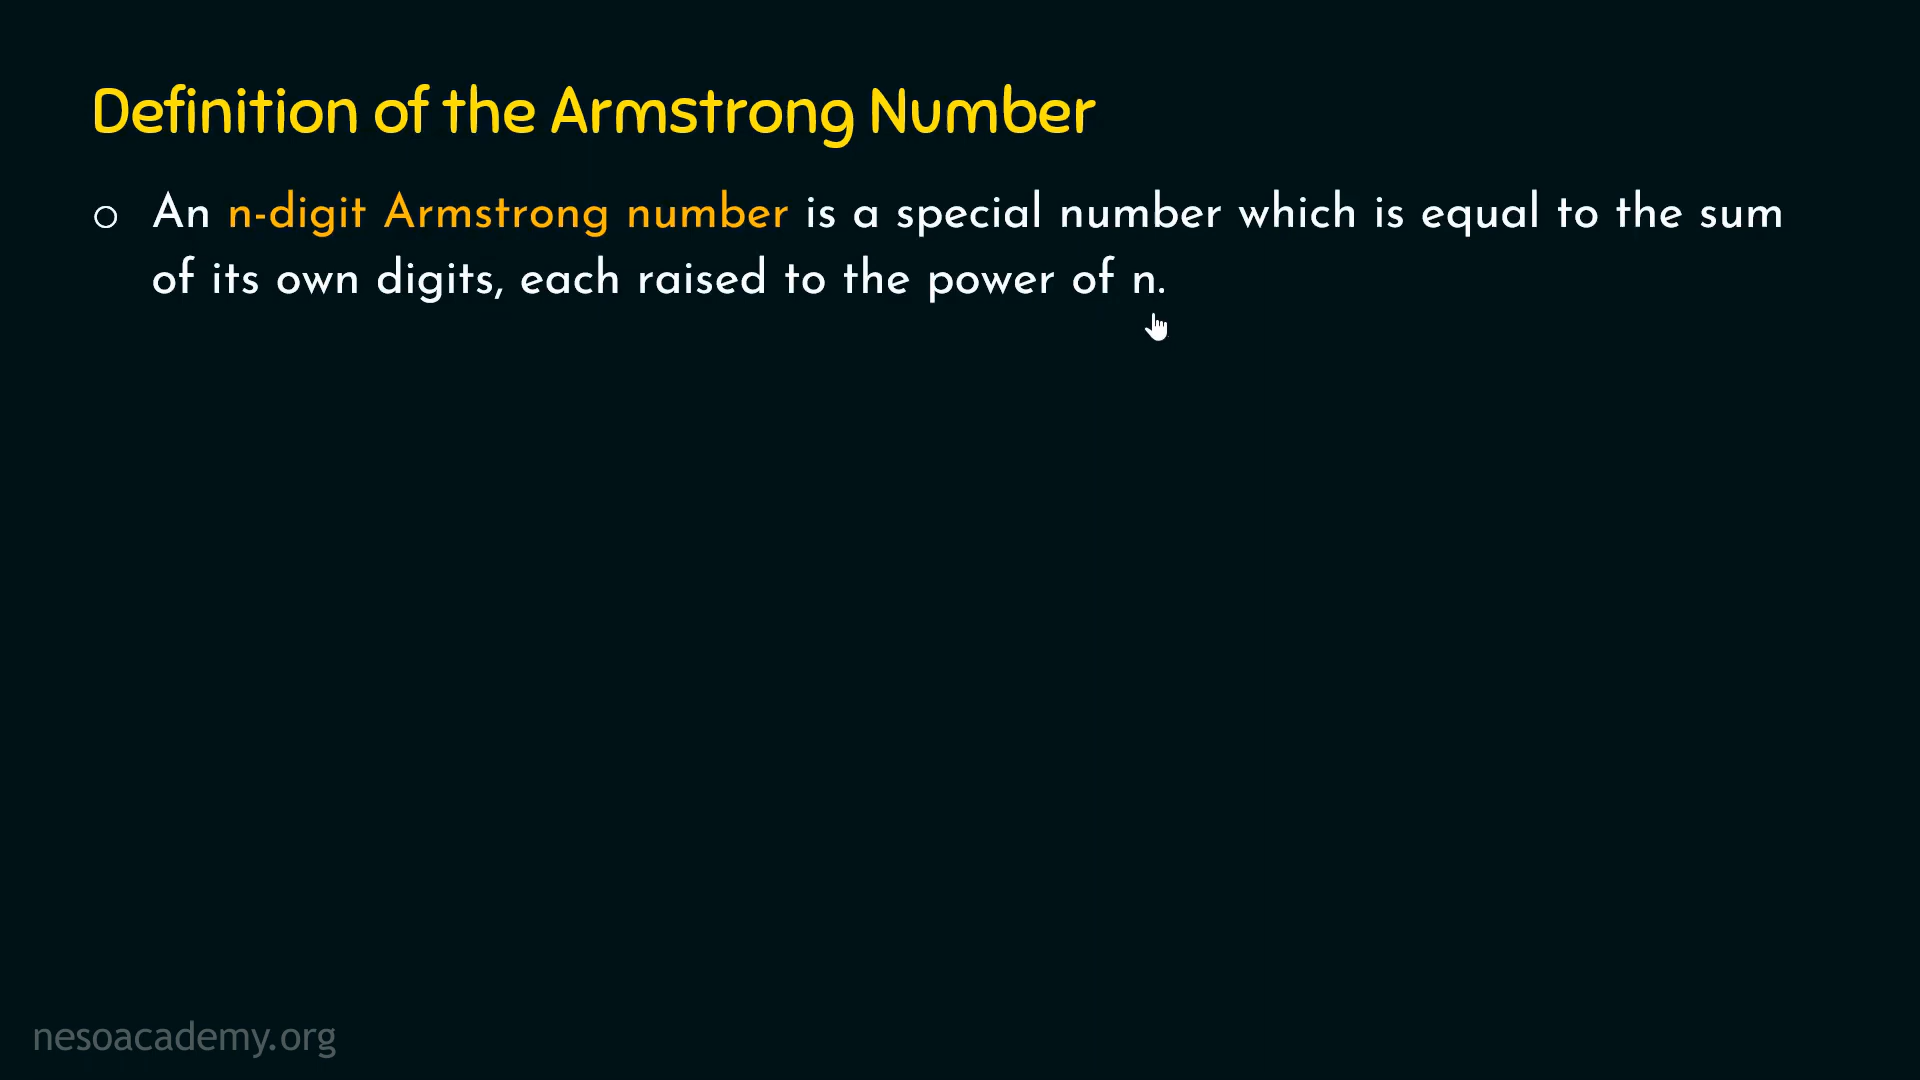 Definition of the Armstrong Number
○ An n-digit Armstrong number is a special number which is equal to the sum
of its own digits, each raised to the power of n.
nesoacademy.org